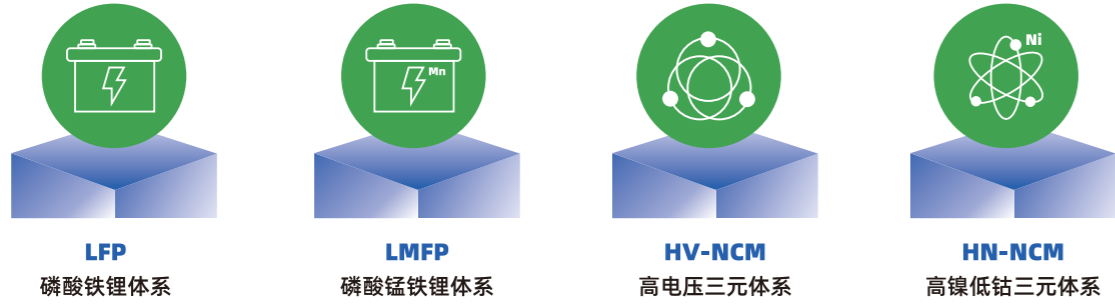 Mn
Ni
LFP
磷酸铁锂体系
LMFP
磷酸锰铁锂体系
HV-NCM
高电压三元体系
HN-NCM
高镍低钴三元体系